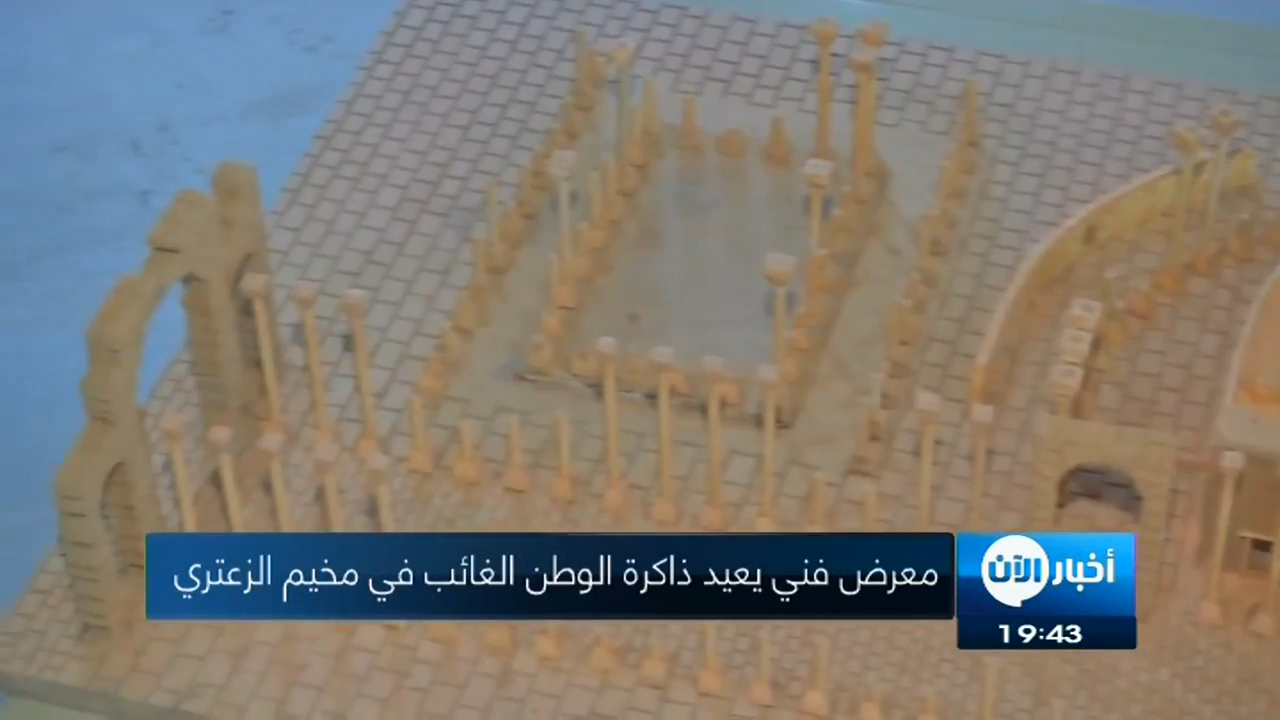 معرض فني يعيد ذاكرة الوطن الغائب في مخيم الزعتري
أخبار الآن
19:43